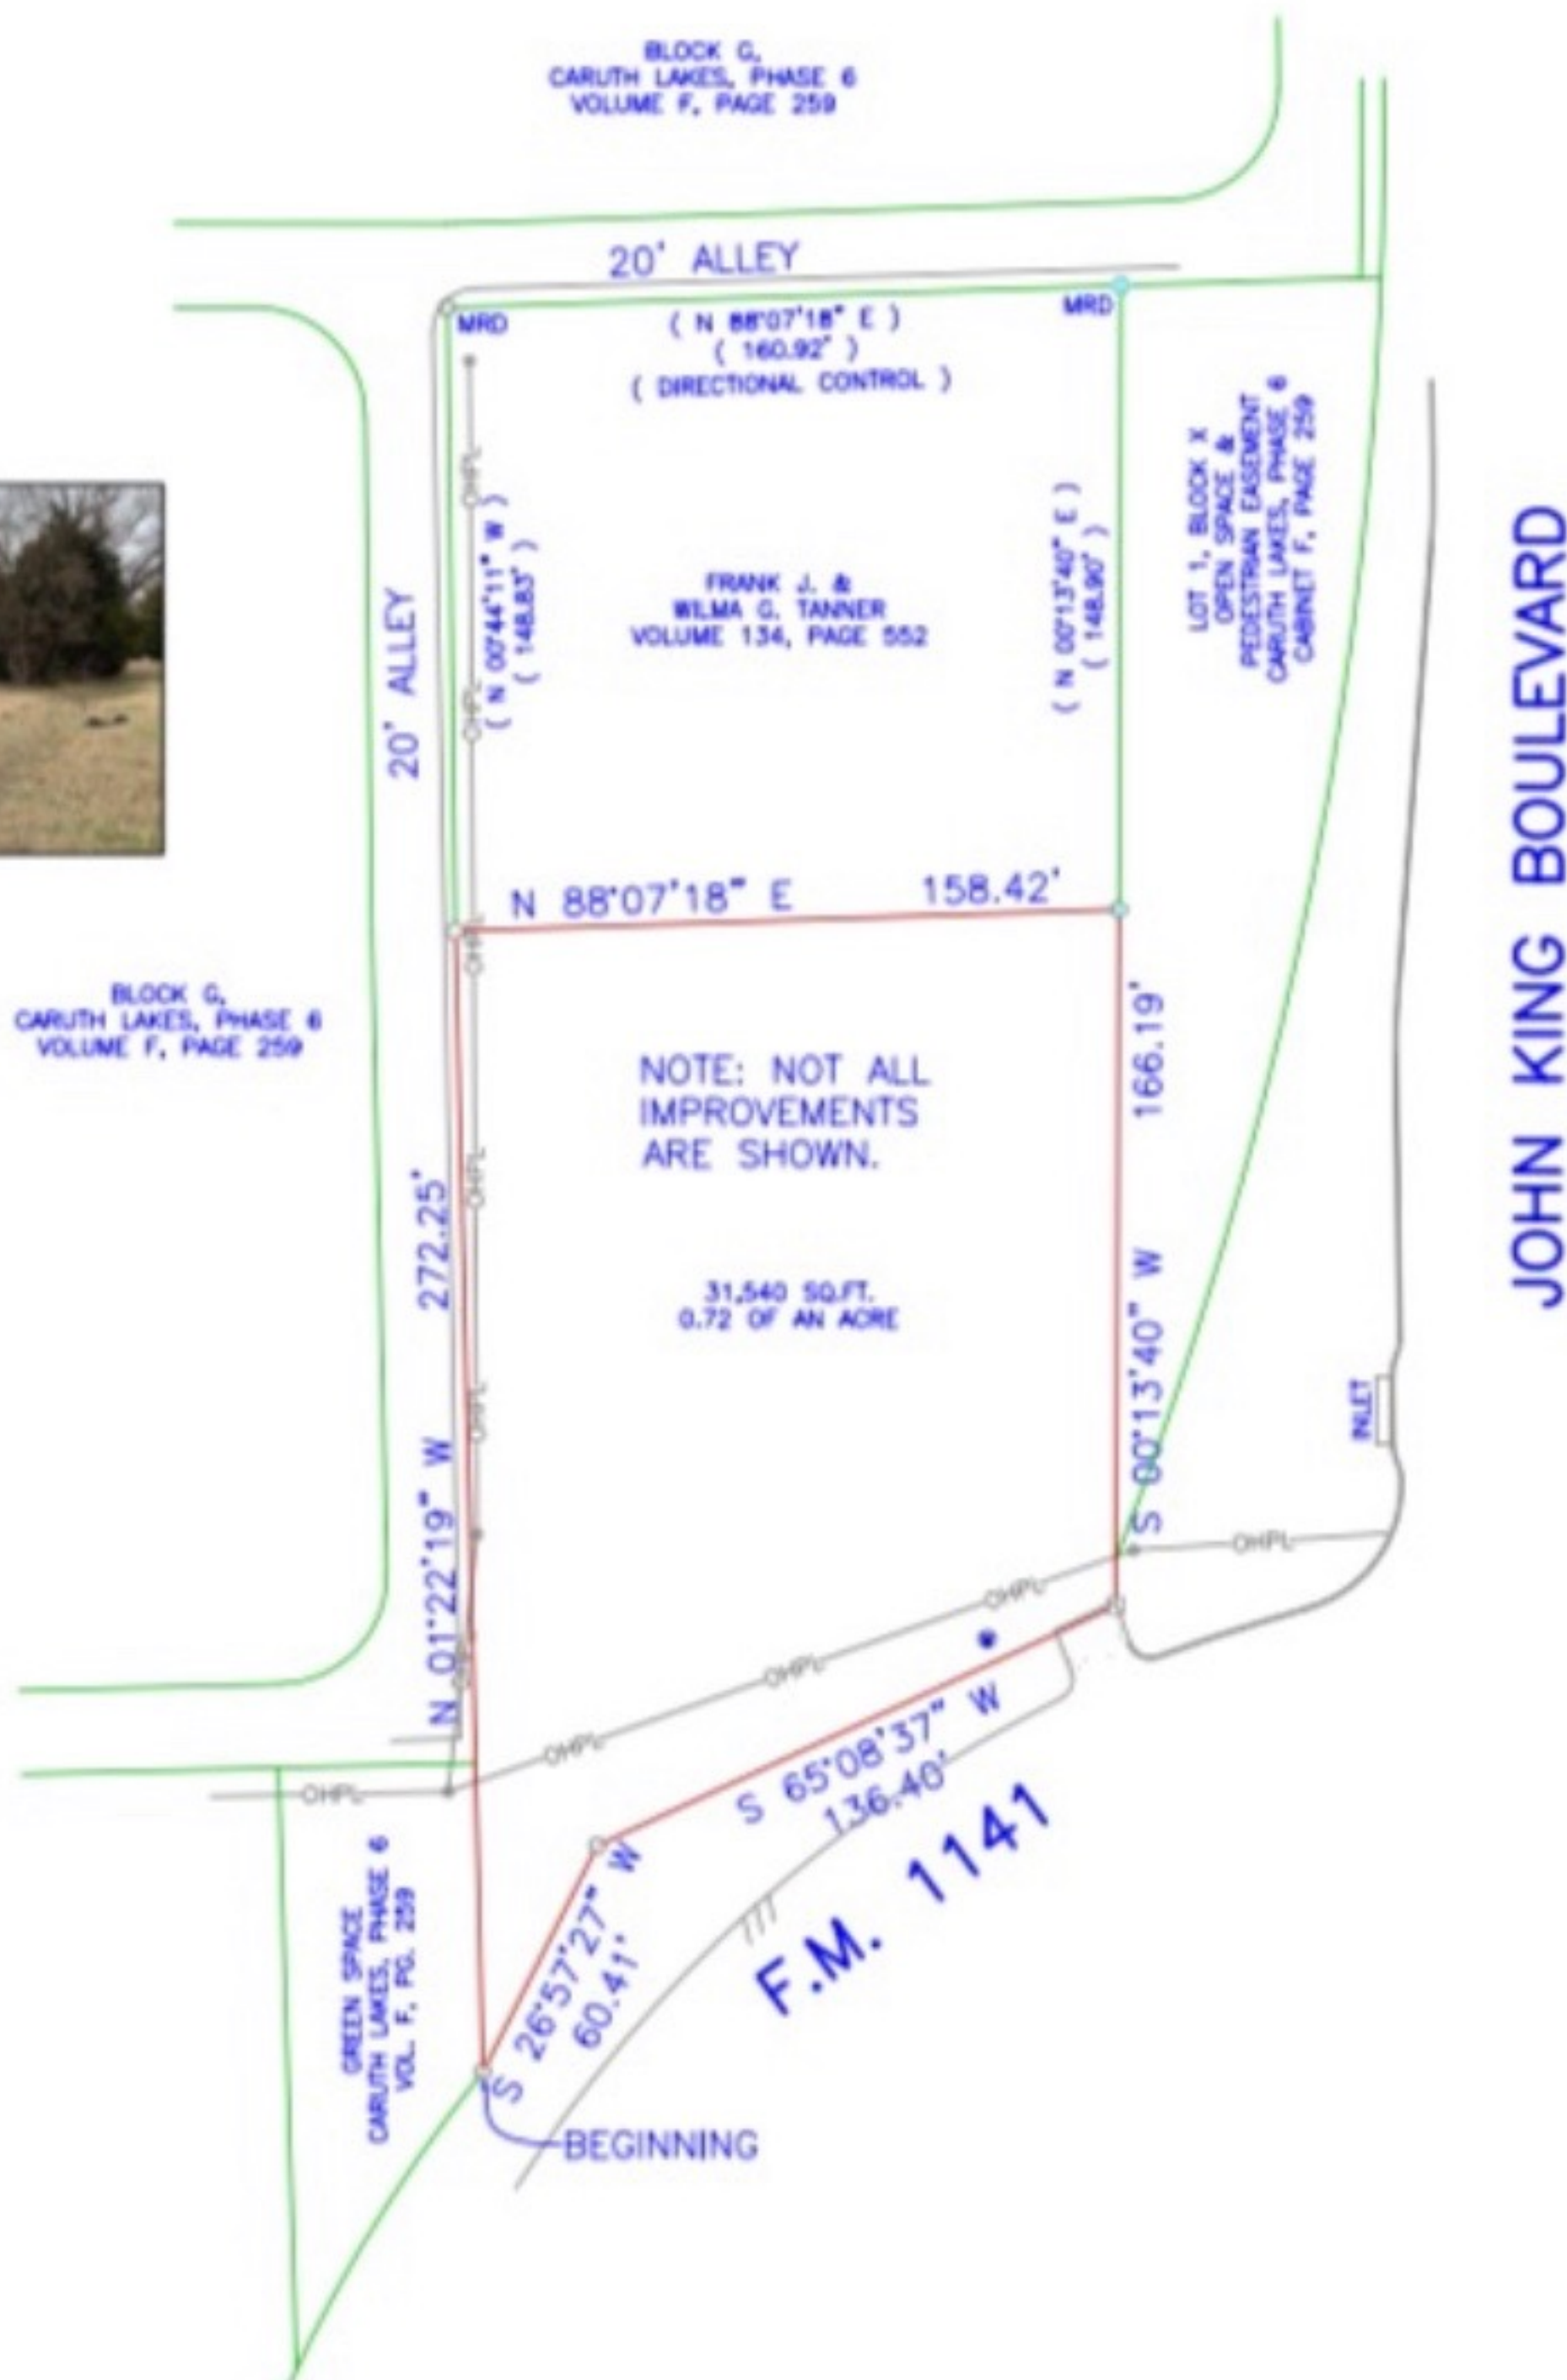 BLOCK G,
CARUTH LAKES, PHASE 6
VOLUME F, PAGE 259
20' ALLEY
MRD
MRD
( N 88°07'18" E )
( 160.92' )
( DIRECTIONAL CONTROL )
OHPL
( N 00°44'11" W )
( 148.83' )
FRANK J. &
WILMA G. TANNER
VOLUME 134, PAGE 552
( N 00°13'40" E )
( 148.90' )
LOT 1, BLOCK X
OPEN SPACE &
PEDESTRIAN EASEMENT
CARUTH LAKES, PHASE 6
CABINET F, PAGE 259
JOHN KING BOULEVARD
20' ALLEY
OHPL
N 88°07'18" E 158.42'
OHPL
BLOCK G,
CARUTH LAKES, PHASE 6
VOLUME F, PAGE 259
NOTE: NOT ALL
IMPROVEMENTS
ARE SHOWN.
S 00°13'40" W 166.19'
N 01°22'19" W 272.25'
OHPL
31,540 SQ.FT.
0.72 OF AN ACRE
OHPL
INLET
OHPL
OHPL
OHPL
OHPL
OHPL
S 65°08'37" W
136.40'
F.M. 1141
GREEN SPACE
CARUTH LAKES, PHASE 6
VOL. F, PG. 259
S 26°57'27" W
60.41'
BEGINNING